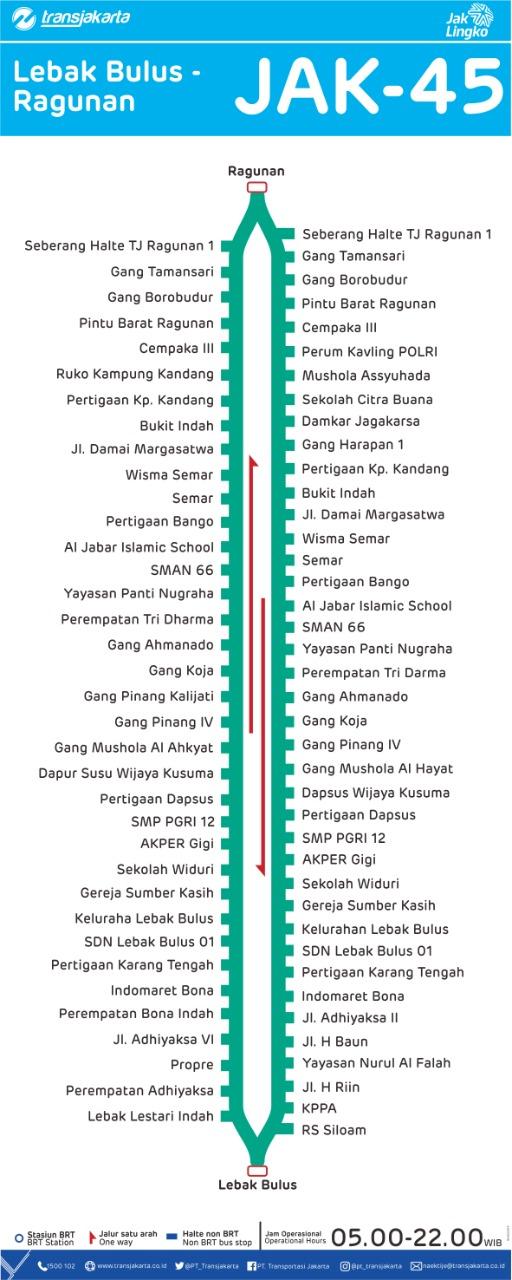 transjakarta
Jak
Lingko
Lebak Bulus -
Ragunan
JAK-45
Ragunan
Seberang Halte TJ Ragunan 1
Gang Tamansari
Gang Borobudur
Pintu Barat Ragunan
Cempaka III
Ruko Kampung Kandang
Pertigaan Kp. Kandang
Bukit Indah
Jl. Damai Margasatwa
Wisma Semar
Semar
Pertigaan Bango
Al Jabar Islamic School
SMAN 66
Yayasan Panti Nugraha
Perempatan Tri Dharma
Gang Ahmanado
Gang Koja
Gang Pinang Kalijati
Gang Pinang IV
Gang Mushola Al Ahkyat
Dapur Susu Wijaya Kusuma
Pertigaan Dapsus
SMP PGRI 12
AKPER Gigi
Sekolah Widuri
Gereja Sumber Kasih
Keluraha Lebak Bulus
SDN Lebak Bulus 01
Pertigaan Karang Tengah
Indomaret Bona
Perempatan Bona Indah
Jl. Adhiyaksa VI
Propre
Perempatan Adhiyaksa
Lebak Lestari Indah
Seberang Halte TJ Ragunan 1
Gang Tamansari
Gang Borobudur
Pintu Barat Ragunan
Cempaka III
Perum Kavling POLRI
Mushola Assyuhada
Sekolah Citra Buana
Damkar Jagakarsa
Gang Harapan 1
Pertigaan Kp. Kandang
Bukit Indah
Jl. Damai Margasatwa
Wisma Semar
Semar
Pertigaan Bango
Al Jabar Islamic School
SMAN 66
Yayasan Panti Nugraha
Perempatan Tri Darma
Gang Ahmanado
Gang Koja
Gang Pinang IV
Gang Mushola Al Hayat
Dapsus Wijaya Kusuma
Pertigaan Dapsus
SMP PGRI 12
AKPER Gigi
Sekolah Widuri
Gereja Sumber Kasih
Kelurahan Lebak Bulus
SDN Lebak Bulus 01
Pertigaan Karang Tengah
Indomaret Bona
Jl. Adhiyaksa II
Jl. H Baun
Yayasan Nurul Al Falah
Jl. H Riin
KPPA
RS Siloam
Lebak Bulus
Stasiun BRT
BRT Station
Jalur satu arah
One way
Halte non BRT
Non BRT bus stop
Jam Operasional
Operational Hours
05.00-22.00 WIB
1500 102
www.transjakarta.co.id
@PT_Transjakarta
PT. Transportasi Jakarta
@pt_transjakarta
naektije@transjakarta.co.id